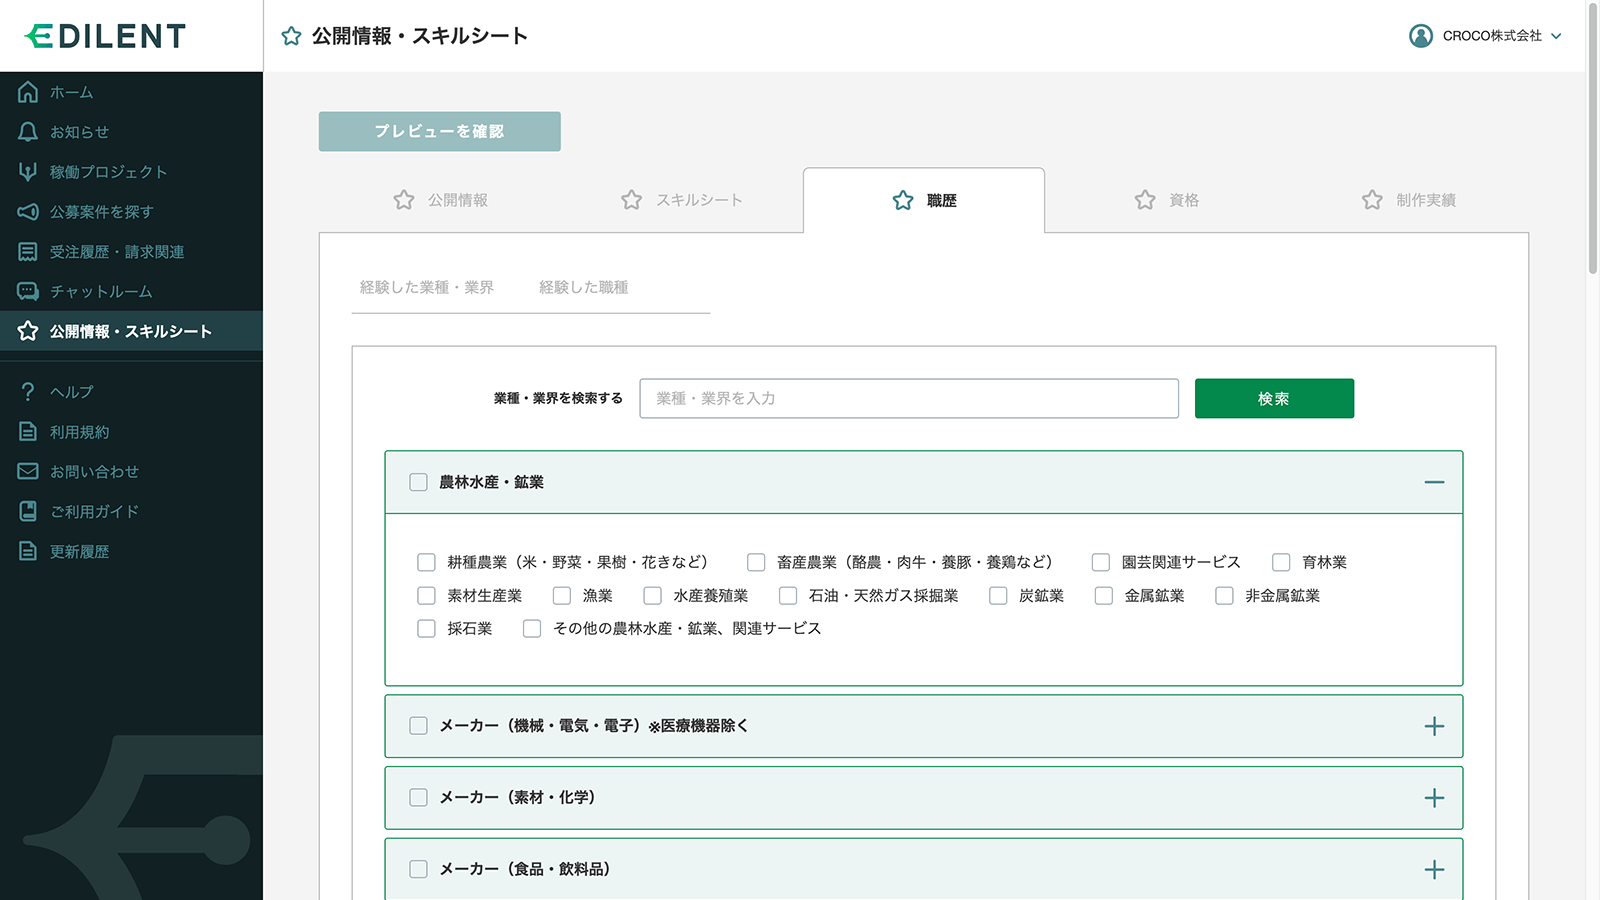 EDILENT
公開情報・スキルシート
CROCO株式会社
ホーム
お知らせ
稼働プロジェクト
公募案件を探す
受注履歴・請求関連
チャットルーム
公開情報・スキルシート
ヘルプ
利用規約
お問い合わせ
ご利用ガイド
更新履歴
プレビューを確認
公開情報 スキルシート 職歴 資格 制作実績
経験した業種・業界 経験した職種
業種・業界を検索する 業種・業界を入力 検索
農林水産・鉱業
耕種農業（米・野菜・果樹・花きなど） 畜産農業（酪農・肉牛・養豚・養鶏など） 園芸関連サービス 育林業
素材生産業 漁業 水産養殖業 石油・天然ガス採掘業 炭鉱業 金属鉱業 非金属鉱業
採石業 その他の農林水産・鉱業、関連サービス
メーカー（機械・電気・電子）※医療機器除く
メーカー（素材・化学）
メーカー（食品・飲料品）